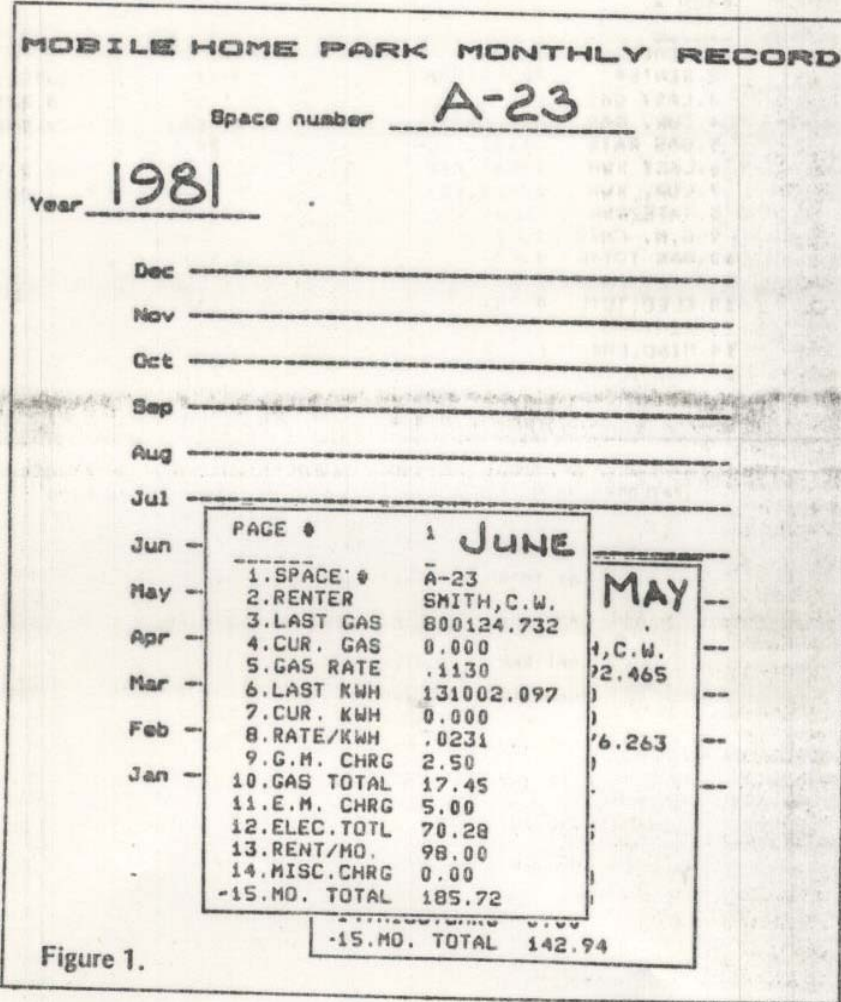 MOBILE HOME PARK MONTHLY RECORD
Space number A-23
Year 1981
Dec
Nov
Oct
Sep
Aug
Jul
Jun
May
Apr
Mar
Feb
Jan
PAGE # 1 JUNE
1.SPACE # A-23
2.RENTER SMITH,C.W.
3.LAST GAS 800124.732
4.CUR. GAS 0.000
5.GAS RATE .1130
6.LAST KWH 131002.097
7.CUR. KWH 0.000
8.RATE/KWH .0231
9.G.M. CHRG 2.50
10.GAS TOTAL 17.45
11.E.M. CHRG 5.00
12.ELEC.TOTL 70.28
13.RENT/MO. 98.00
14.MISC.CHRG 0.00
-15.MO. TOTAL 185.72
MAY
,C.W.
2.465
6.263
-15.MO. TOTAL 142.94
Figure 1.